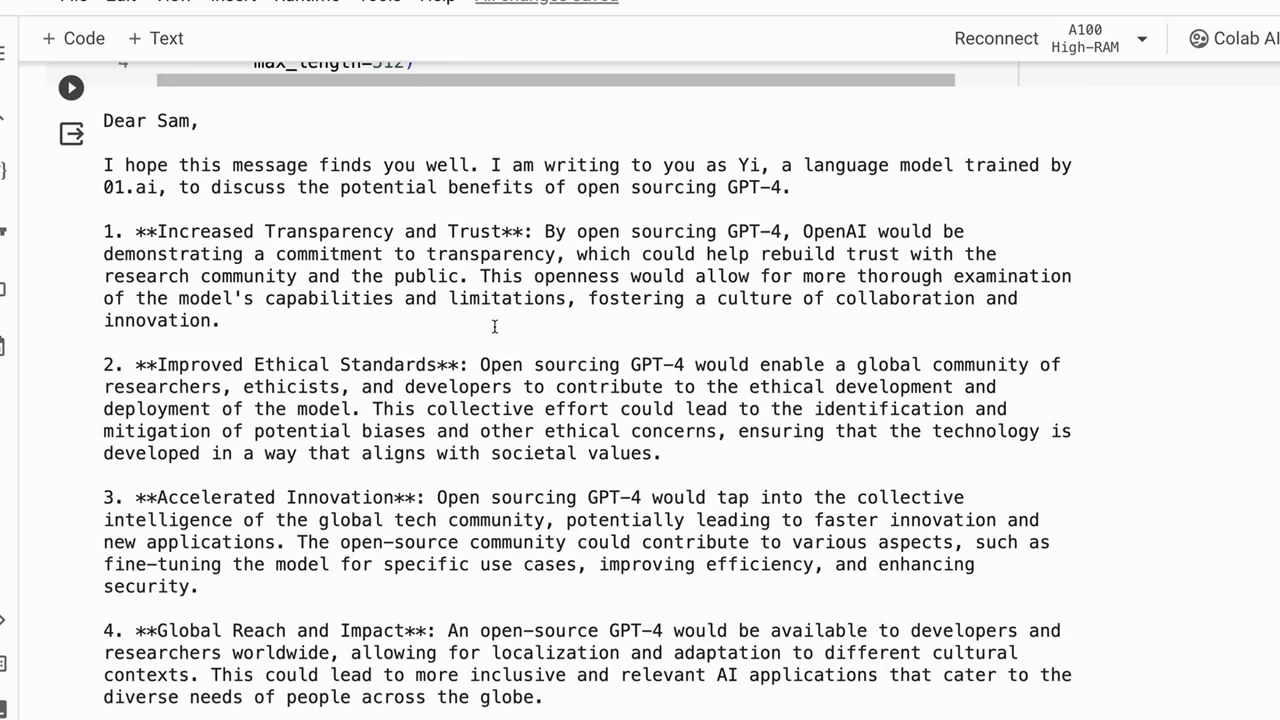 + Code + Text
Reconnect
A100
High-RAM
Colab AI
4 max_length=512)
Dear Sam,
I hope this message finds you well. I am writing to you as Yi, a language model trained by
01.ai, to discuss the potential benefits of open sourcing GPT-4.
1. **Increased Transparency and Trust**: By open sourcing GPT-4, OpenAI would be
demonstrating a commitment to transparency, which could help rebuild trust with the
research community and the public. This openness would allow for more thorough examination
of the model's capabilities and limitations, fostering a culture of collaboration and
innovation.
2. **Improved Ethical Standards**: Open sourcing GPT-4 would enable a global community of
researchers, ethicists, and developers to contribute to the ethical development and
deployment of the model. This collective effort could lead to the identification and
mitigation of potential biases and other ethical concerns, ensuring that the technology is
developed in a way that aligns with societal values.
3. **Accelerated Innovation**: Open sourcing GPT-4 would tap into the collective
intelligence of the global tech community, potentially leading to faster innovation and
new applications. The open-source community could contribute to various aspects, such as
fine-tuning the model for specific use cases, improving efficiency, and enhancing
security.
4. **Global Reach and Impact**: An open-source GPT-4 would be available to developers and
researchers worldwide, allowing for localization and adaptation to different cultural
contexts. This could lead to more inclusive and relevant AI applications that cater to the
diverse needs of people across the globe.